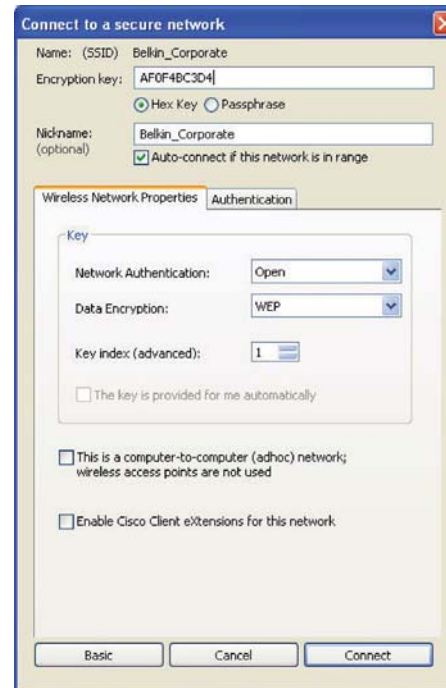 Connect to a secure network
Name: (SSID) Belkin_Corporate
Encryption key: AF0F4BC3D4
Hex Key Passphrase
Nickname: Belkin_Corporate
(optional)
Auto-connect if this network is in range
Wireless Network Properties Authentication
Key
Network Authentication: Open
Data Encryption: WEP
Key index (advanced): 1
The key is provided for me automatically
This is a computer-to-computer (adhoc) network;
wireless access points are not used
Enable Cisco Client eXtensions for this network
Basic Cancel Connect